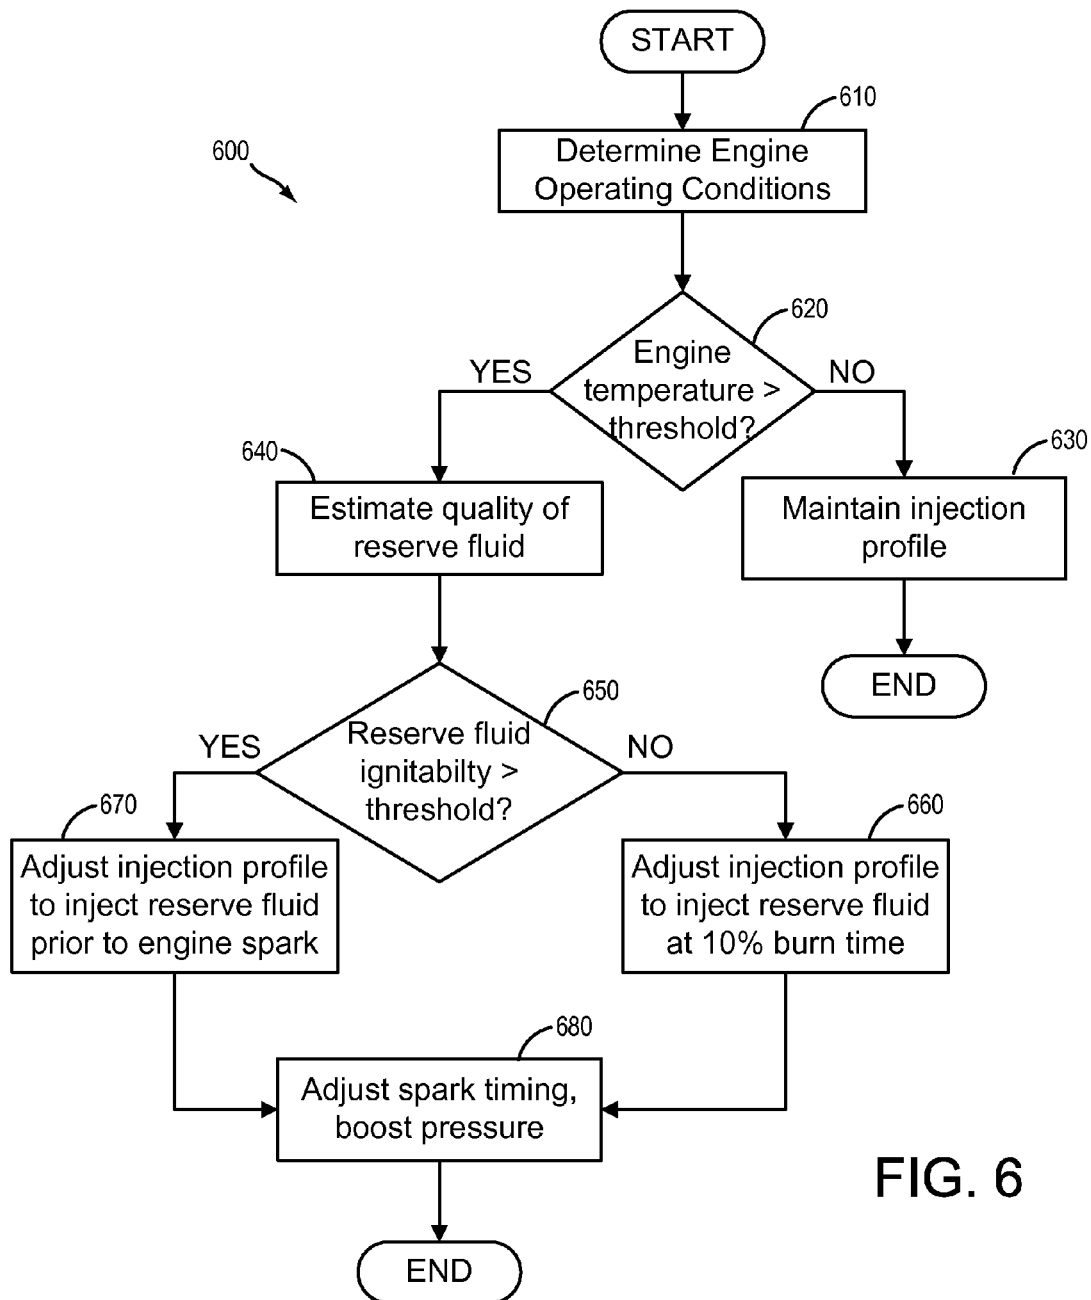 START
610
Determine Engine
Operating Conditions
600
620
Engine
temperature >
threshold?
YES
NO
640
630
Estimate quality of
reserve fluid
Maintain injection
profile
END
650
Reserve fluid
ignitabilty >
threshold?
YES
NO
670
660
Adjust injection profile
to inject reserve fluid
prior to engine spark
Adjust injection profile
to inject reserve fluid
at 10% burn time
680
Adjust spark timing,
boost pressure
FIG. 6
END